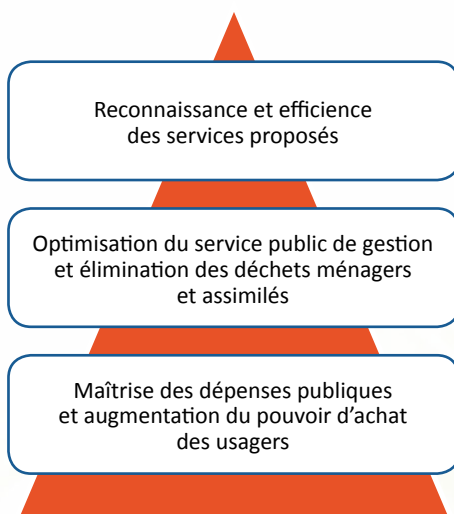 Reconnaissance et efficience
des services proposés
Optimisation du service public de gestion
et élimination des déchets ménagers
et assimilés
Maîtrise des dépenses publiques
et augmentation du pouvoir d’achat
des usagers